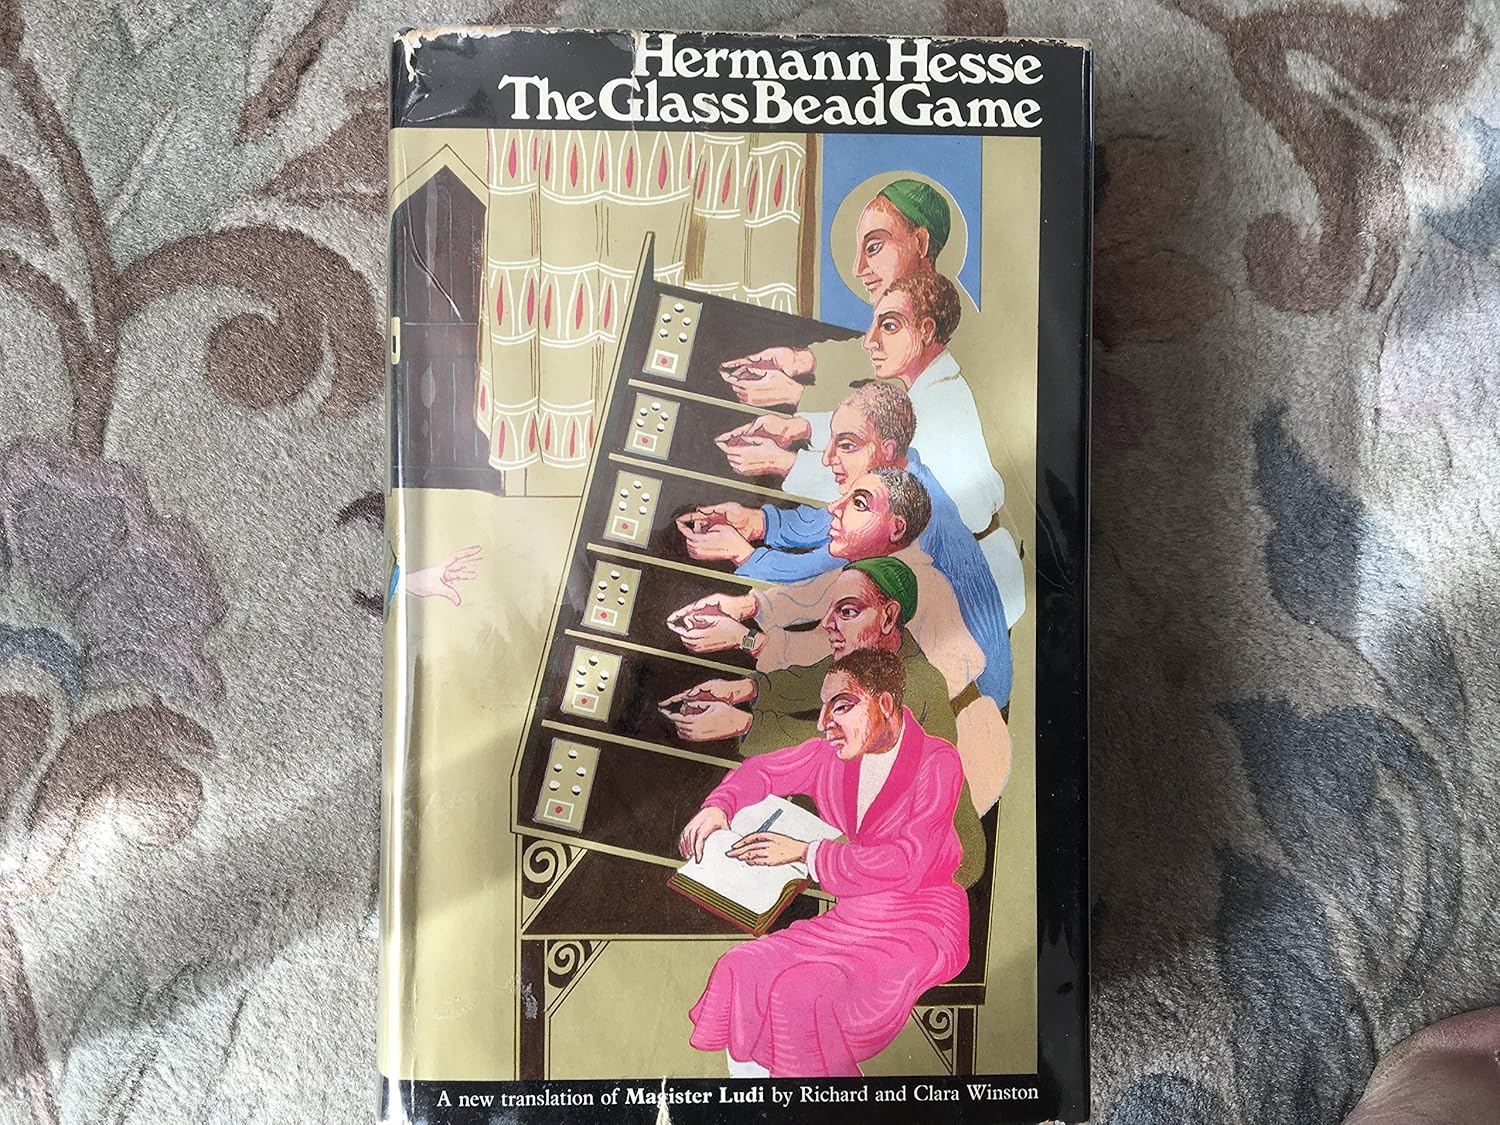 Hermann Hesse
The Glass Bead Game
A new translation of Magister Ludi by Richard and Clara Winston